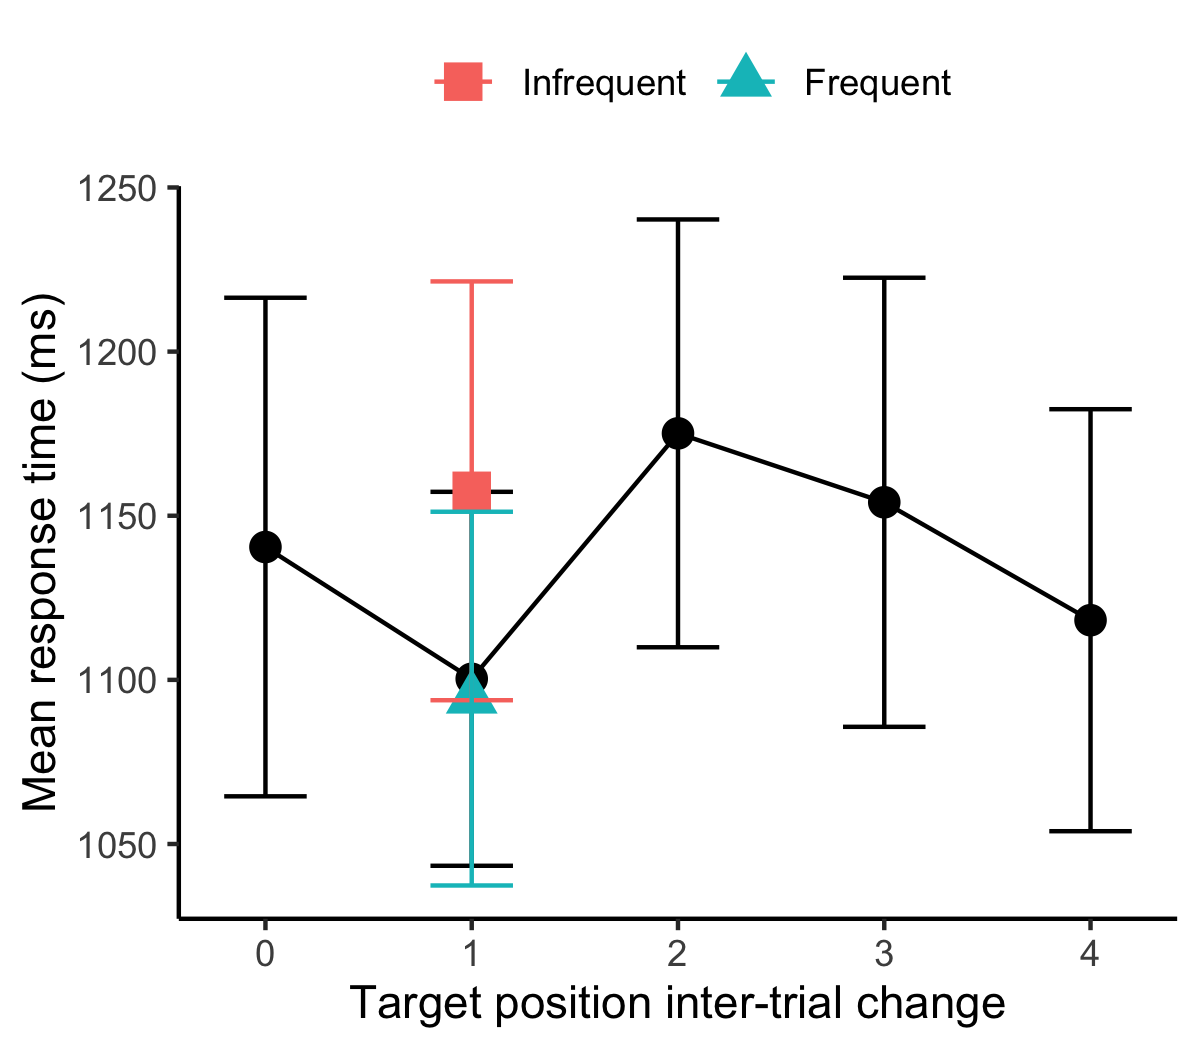 Infrequent Frequent
1250
1200
1150
1100
1050
Mean response time (ms)
0 1 2 3 4
Target position inter-trial change